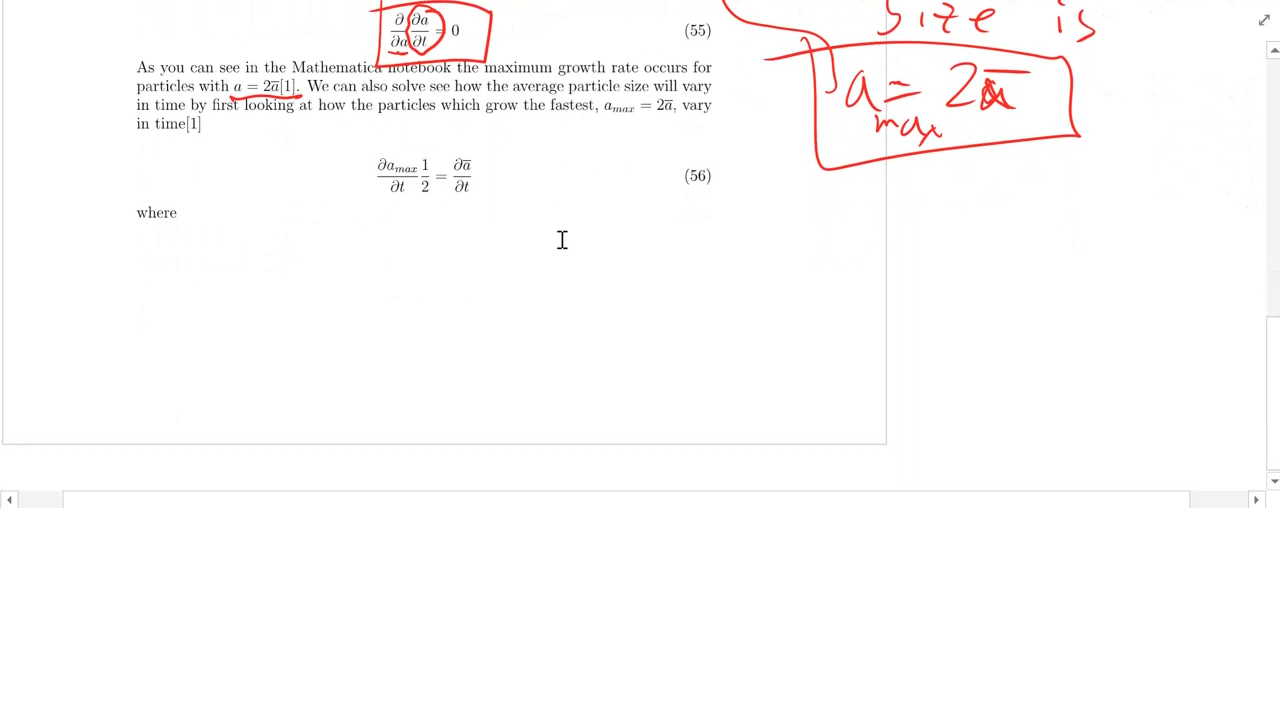 size is
∂/∂a ∂a/∂t = 0 (55)
As you can see in the Mathematica notebook the maximum growth rate occurs for
particles with a = 2a̅[1]. We can also solve see how the average particle size will vary
in time by first looking at how the particles which grow the fastest, a_max = 2a̅, vary
in time[1]
a_max = 2a̅
∂a_max/∂t 1/2 = ∂a̅/∂t (56)
where